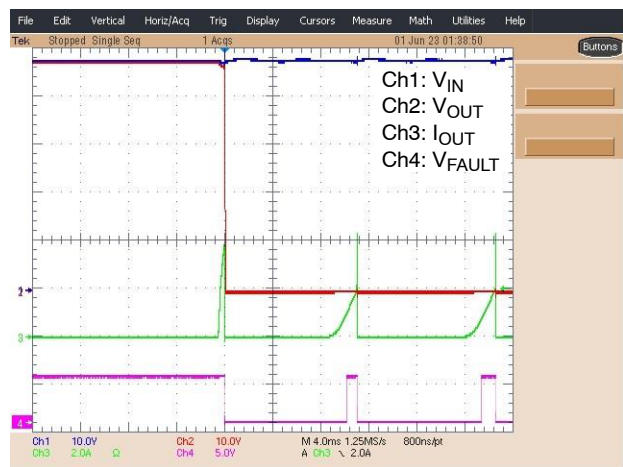 File Edit Vertical Horiz/Acq Trig Display Cursors Measure Math Utilities Help
Tek Stopped Single Seq 1 Acqs 01 Jun 23 01:38:50 Buttons
Ch1: VIN
Ch2: VOUT
Ch3: IOUT
Ch4: VFAULT
2
3
4
Ch1 10.0V Ch2 10.0V M 4.0ms 1.25MS/s 800ns/pt
Ch3 2.0A Ω Ch4 5.0V A Ch3 \ 2.0A